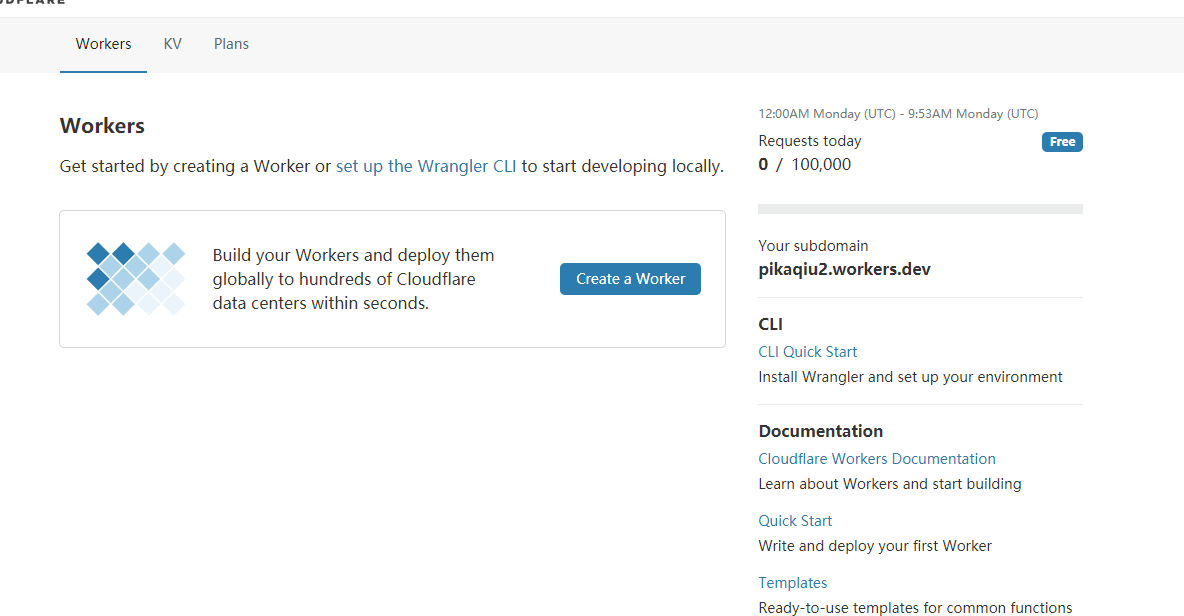 Workers KV Plans
Workers
Get started by creating a Worker or set up the Wrangler CLI to start developing locally.
Build your Workers and deploy them
globally to hundreds of Cloudflare
data centers within seconds.
Create a Worker
12:00AM Monday (UTC) - 9:53AM Monday (UTC)
Requests today
Free
0 / 100,000
Your subdomain
pikaqiu2.workers.dev
CLI
CLI Quick Start
Install Wrangler and set up your environment
Documentation
Cloudflare Workers Documentation
Learn about Workers and start building
Quick Start
Write and deploy your first Worker
Templates
Ready-to-use templates for common functions